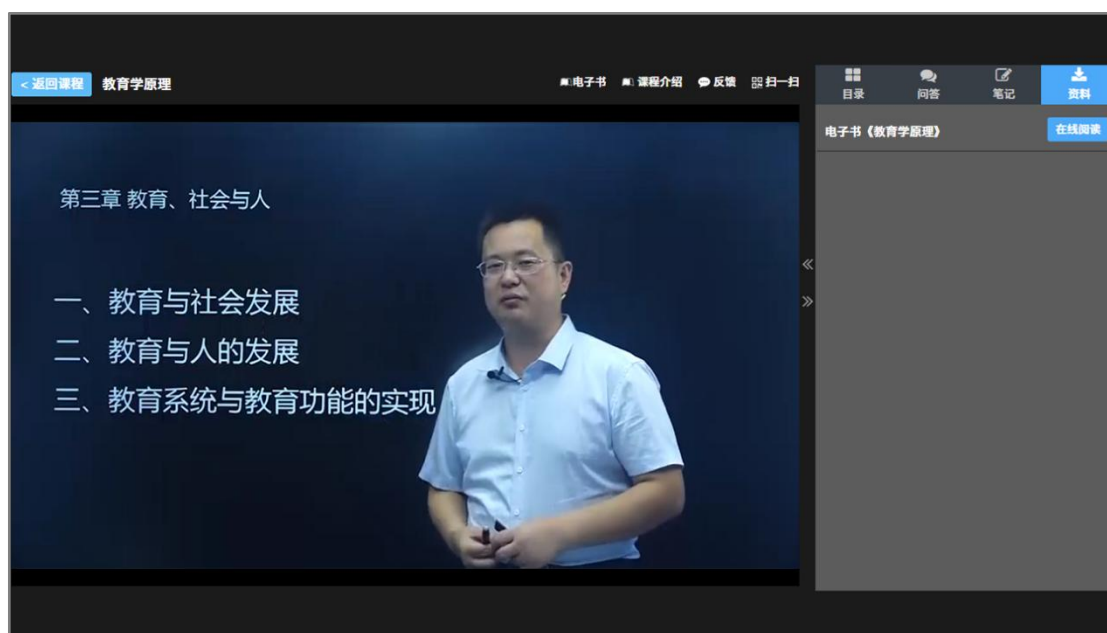 < 返回课程 教育学原理 电子书 课程介绍 反馈 扫一扫
目录 问答 笔记 资料
电子书《教育学原理》 在线阅读
第三章 教育、社会与人
一、教育与社会发展
二、教育与人的发展
三、教育系统与教育功能的实现